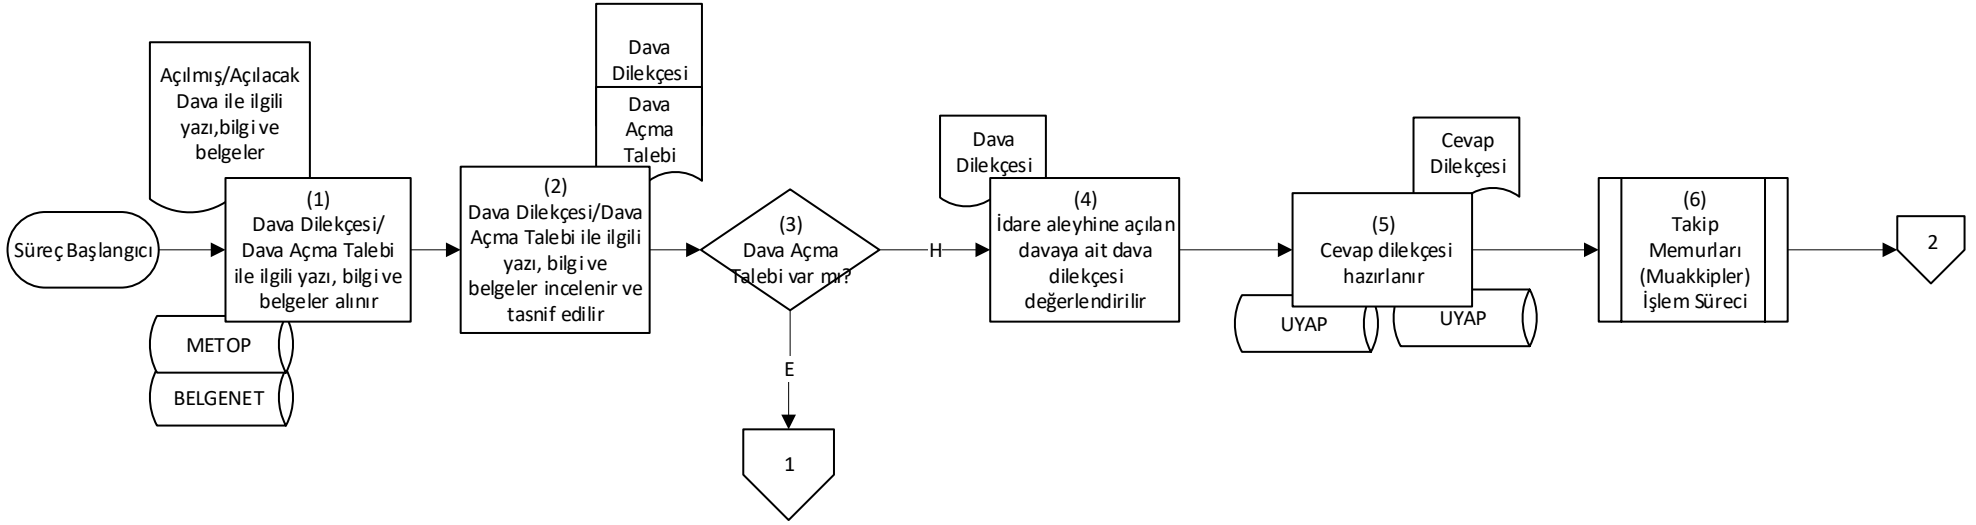 Süreç Başlangıcı
Açılmış/Açılacak
Dava ile ilgili
yazı,bilgi ve
belgeler
(1)
Dava Dilekçesi/
Dava Açma Talebi
ile ilgili yazı, bilgi ve
belgeler alınır
METOP
BELGENET
Dava
Dilekçesi
Dava
Açma
Talebi
(2)
Dava Dilekçesi/Dava
Açma Talebi ile ilgili
yazı, bilgi ve
belgeler incelenir ve
tasnif edilir
(3)
Dava Açma
Talebi var mı?
E
1
H
Dava
Dilekçesi
(4)
İdare aleyhine açılan
davaya ait dava
dilekçesi
değerlendirilir
Cevap
Dilekçesi
(5)
Cevap dilekçesi
hazırlanır
UYAP
UYAP
(6)
Takip
Memurları
(Muakkipler)
İşlem Süreci
2